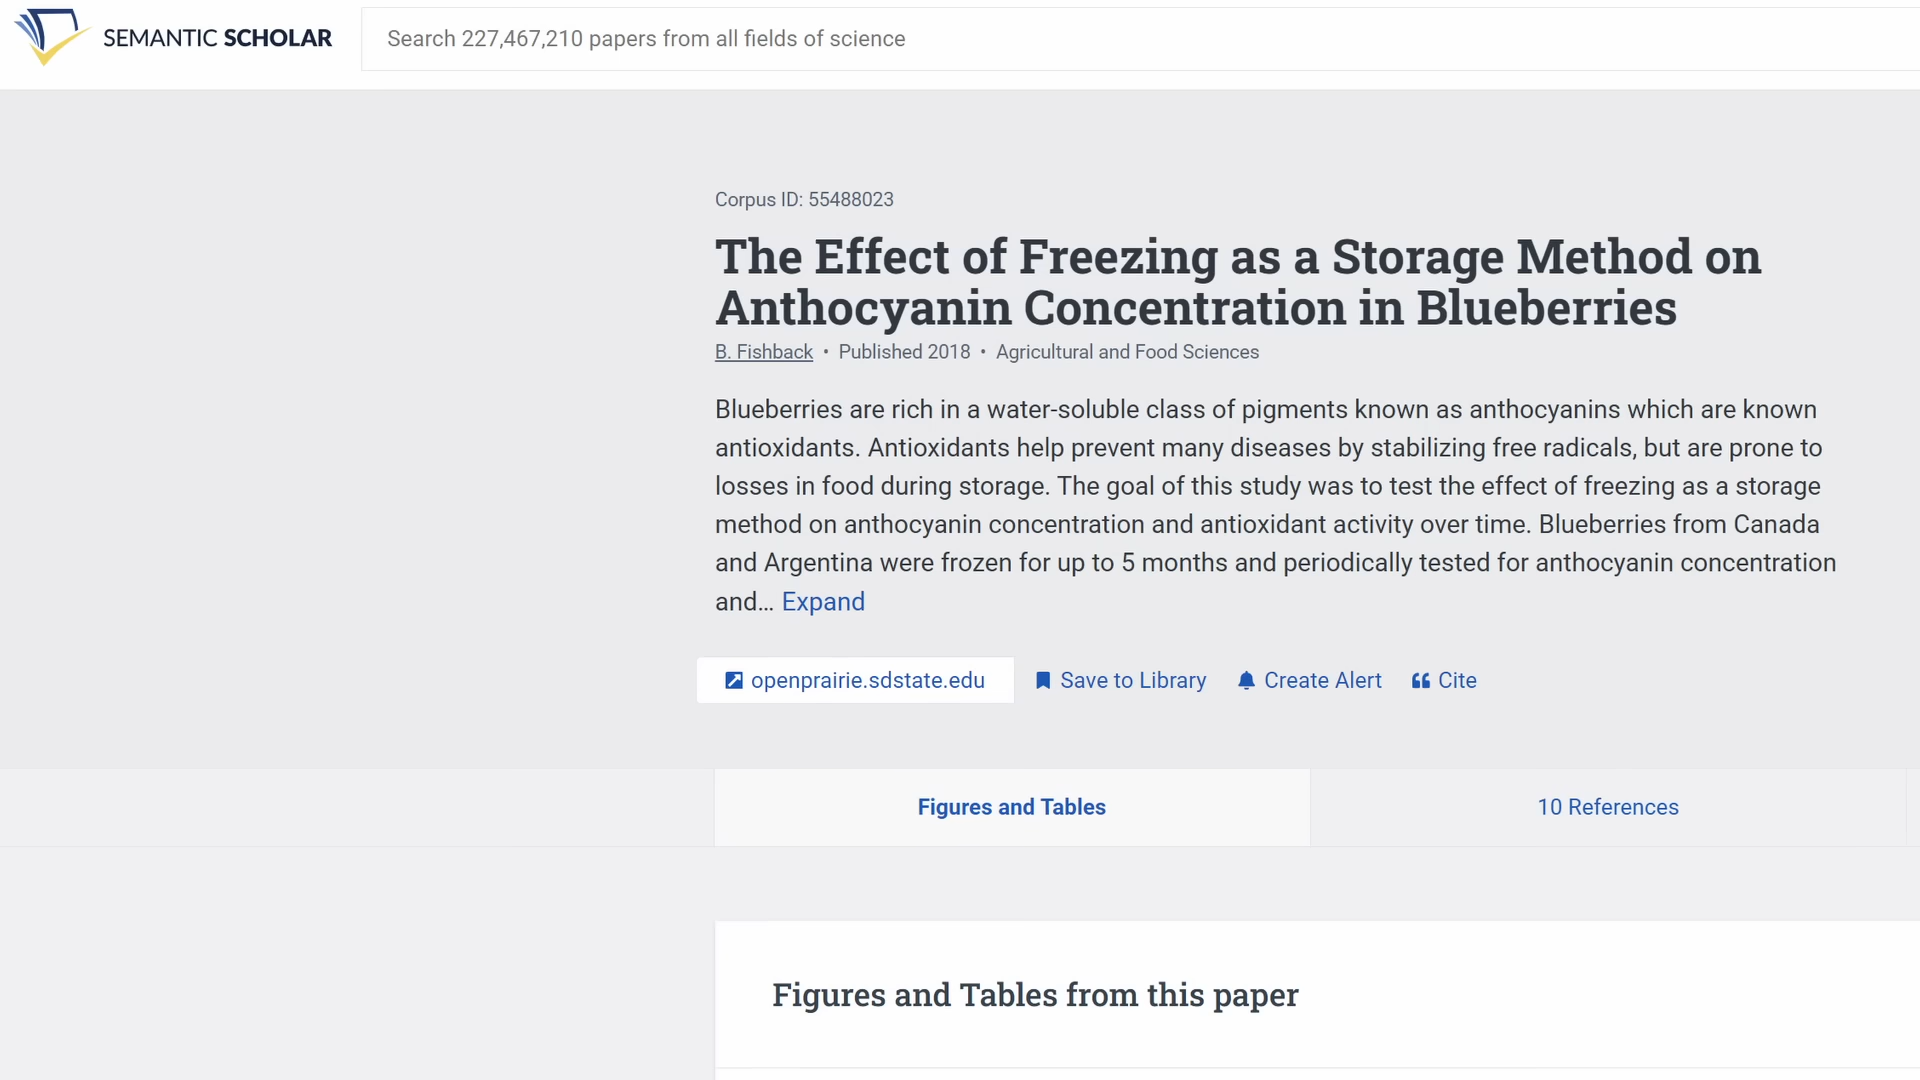 SEMANTIC SCHOLAR
Search 227,467,210 papers from all fields of science
Corpus ID: 55488023
The Effect of Freezing as a Storage Method on
Anthocyanin Concentration in Blueberries
B. Fishback • Published 2018 • Agricultural and Food Sciences
Blueberries are rich in a water-soluble class of pigments known as anthocyanins which are known
antioxidants. Antioxidants help prevent many diseases by stabilizing free radicals, but are prone to
losses in food during storage. The goal of this study was to test the effect of freezing as a storage
method on anthocyanin concentration and antioxidant activity over time. Blueberries from Canada
and Argentina were frozen for up to 5 months and periodically tested for anthocyanin concentration
and… Expand
openprairie.sdstate.edu Save to Library Create Alert Cite
Figures and Tables 10 References
Figures and Tables from this paper